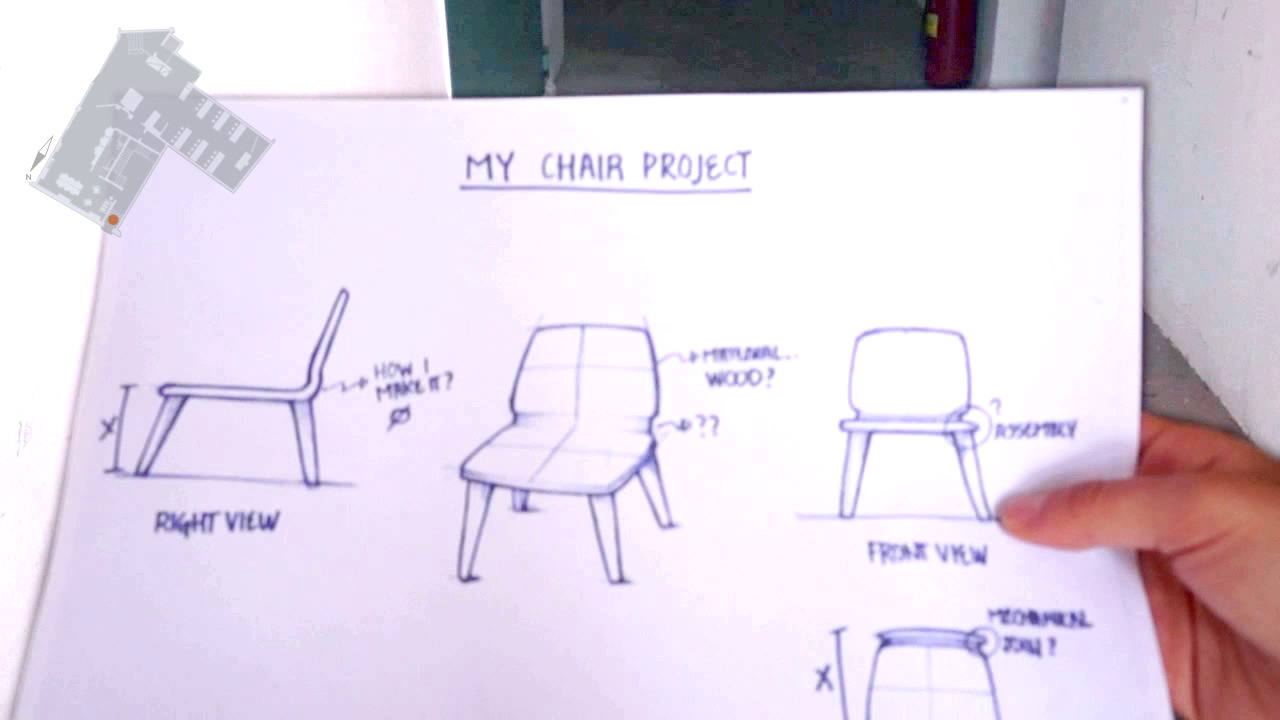 MY CHAIR PROJECT
HOW I
MAKE IT?
Ø
MATERIAL..
WOOD?
??
?
ASSEMBLY
X
RIGHT VIEW
FRONT VIEW
MECHANICAL
JOIN?
X
N